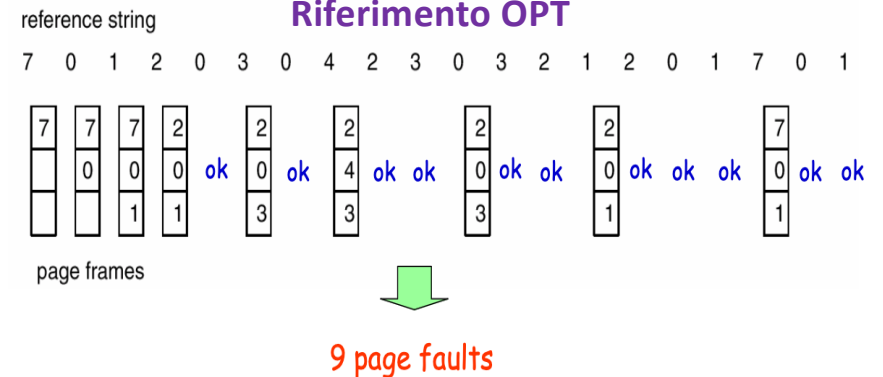 Riferimento OPT
reference string
7 0 1 2 0 3 0 4 2 3 0 3 2 1 2 0 1 7 0 1
7 7 7 2 2 2 2 2 7
0 0 0 ok 0 ok 4 ok ok 0 ok ok 0 ok ok ok 0 ok ok
1 1 3 3 3 1 1
page frames
9 page faults